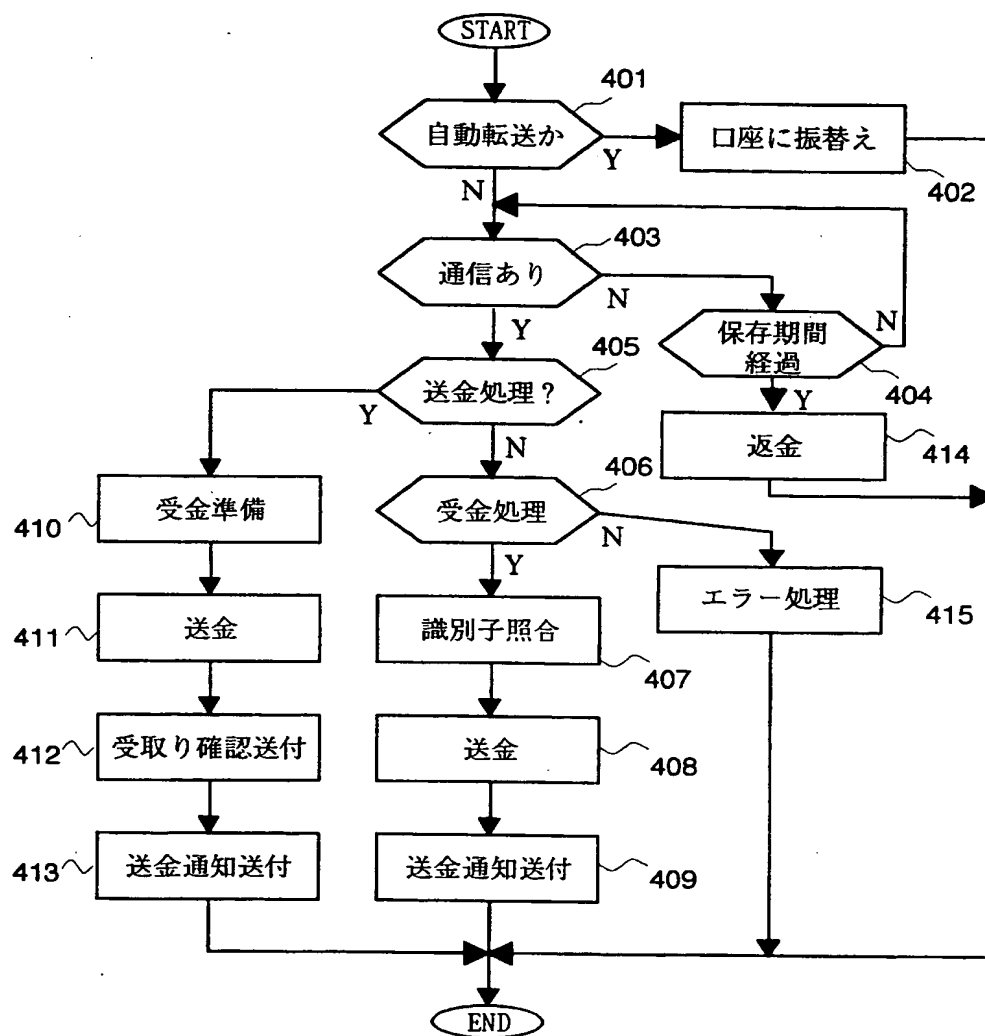 START
401
自動転送か
Y
口座に振替え
402
N
403
通信あり
N
保存期間
経過
N
404
Y
Y
405
送金処理?
Y
N
返金
414
406
受金処理
N
Y
410
受金準備
エラー処理
415
411
送金
識別子照合
407
412
受取り確認送付
送金
408
413
送金通知送付
送金通知送付
409
END